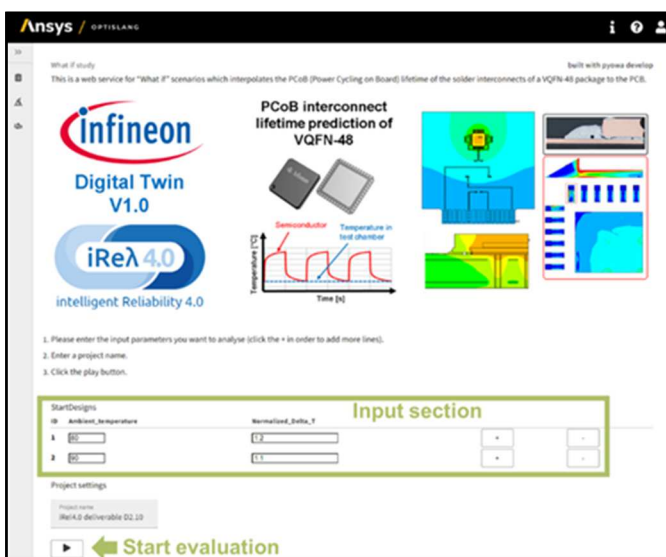 Ansys / OPTISLANG
What if study
built with pyowa develop
This is a web service for "What if" scenarios which interpolates the PCoB (Power Cycling on Board) lifetime of the solder interconnects of a VQFN-48 package to the PCB.
infineon
Digital Twin
V1.0
iReλ 4.0
intelligent Reliability 4.0
PCoB interconnect
lifetime prediction of
VQFN-48
Semiconductor
Temperature in
test chamber
Temperature [°C]
Time [s]
1. Please enter the input parameters you want to analyse (click the + in order to add more lines).
2. Enter a project name.
3. Click the play button.
StartDesigns
Input section
ID Ambient_temperature Normalized_Delta_T
1 80 1.2 + -
2 90 1.1 + -
Project settings
Project name
iRel4.0 deliverable D2.10
Start evaluation